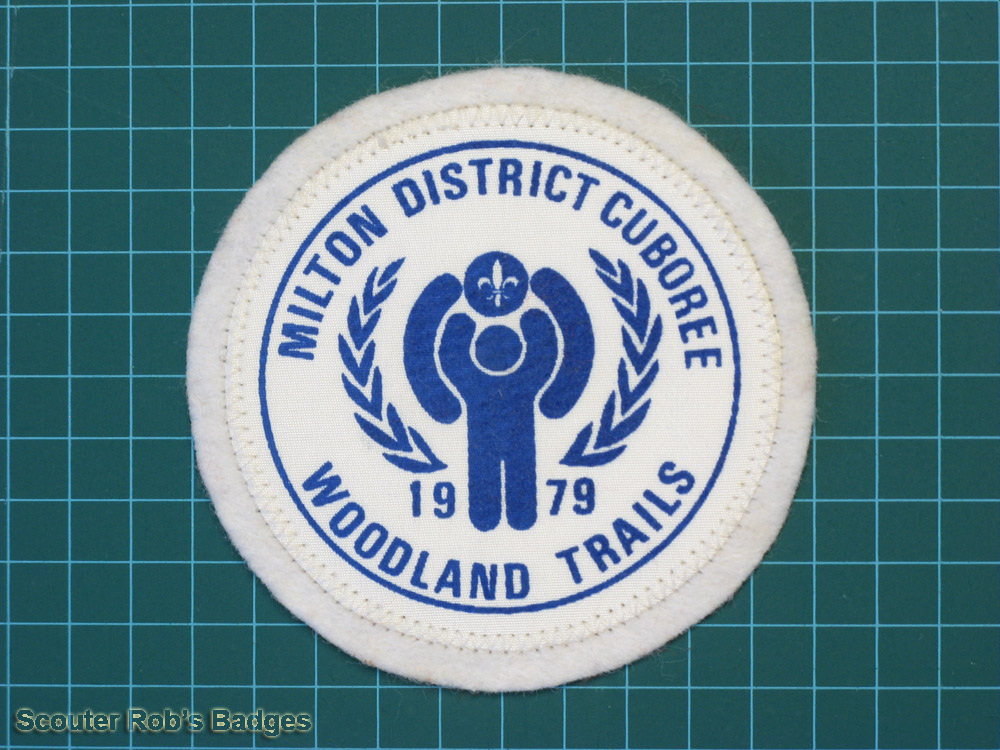 MILTON DISTRICT CUBOREE
19 79
WOODLAND TRAILS
Scouter Rob's Badges